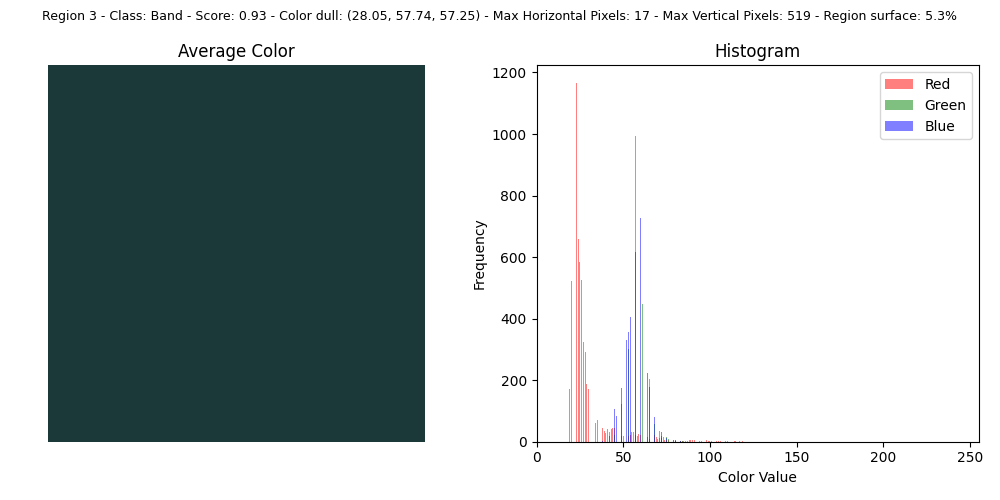 Region 3 - Class: Band - Score: 0.93 - Color dull: (28.05, 57.74, 57.25) - Max Horizontal Pixels: 17 - Max Vertical Pixels: 519 - Region surface: 5.3%
Average Color
Histogram
Red
Green
Blue
Frequency
1200
1000
800
600
400
200
0
0 50 100 150 200 250
Color Value